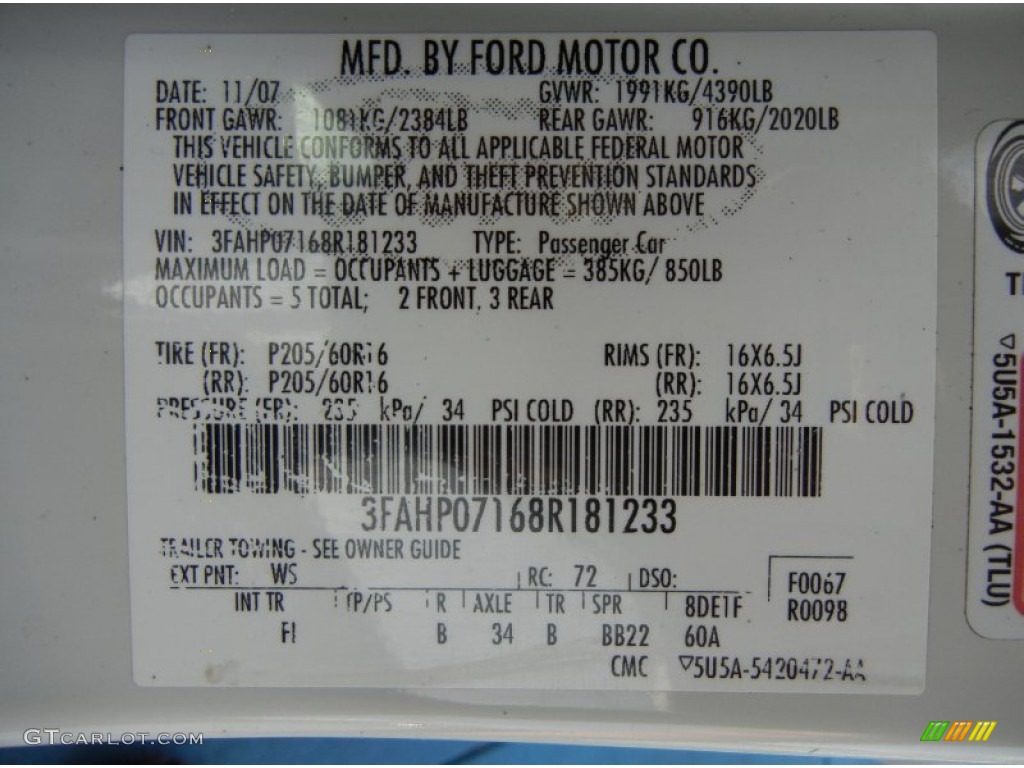 MFD. BY FORD MOTOR CO.
DATE: 11/07 GVWR: 1991KG/4390LB
FRONT GAWR: 1081KG/2384LB REAR GAWR: 916KG/2020LB
THIS VEHICLE CONFORMS TO ALL APPLICABLE FEDERAL MOTOR
VEHICLE SAFETY, BUMPER, AND THEFT PREVENTION STANDARDS
IN EFFECT ON THE DATE OF MANUFACTURE SHOWN ABOVE
VIN: 3FAHP07168R181233 TYPE: Passenger Car
MAXIMUM LOAD = OCCUPANTS + LUGGAGE = 385KG/ 850LB
OCCUPANTS = 5 TOTAL; 2 FRONT, 3 REAR
TIRE (FR): P205/60R16 RIMS (FR): 16X6.5J
(RR): P205/60R16 (RR): 16X6.5J
PRESSURE (FR): 235 kPa/ 34 PSI COLD (RR): 235 kPa/ 34 PSI COLD
3FAHP07168R181233
TRAILER TOWING - SEE OWNER GUIDE
EXT PNT: WS RC: 72 DSO: F0067
INT TR TP/PS R AXLE TR SPR 8DE1F R0098
FI B 34 B BB22 60A
CMC ▽5U5A-5420472-AA
▽5U5A-1532-AA (TLU)
GTCARLOT.COM